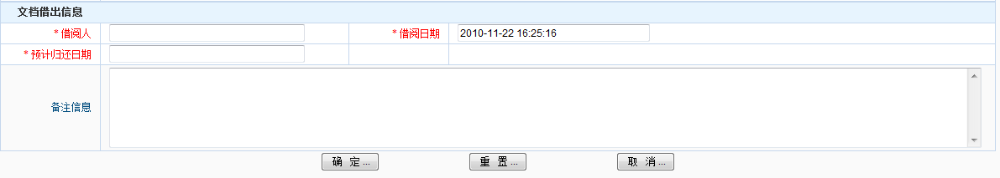 文档借出信息
* 借阅人
* 借阅日期 2010-11-22 16:25:16
* 预计归还日期
备注信息
确 定 ... 重 置 ... 取 消 ...